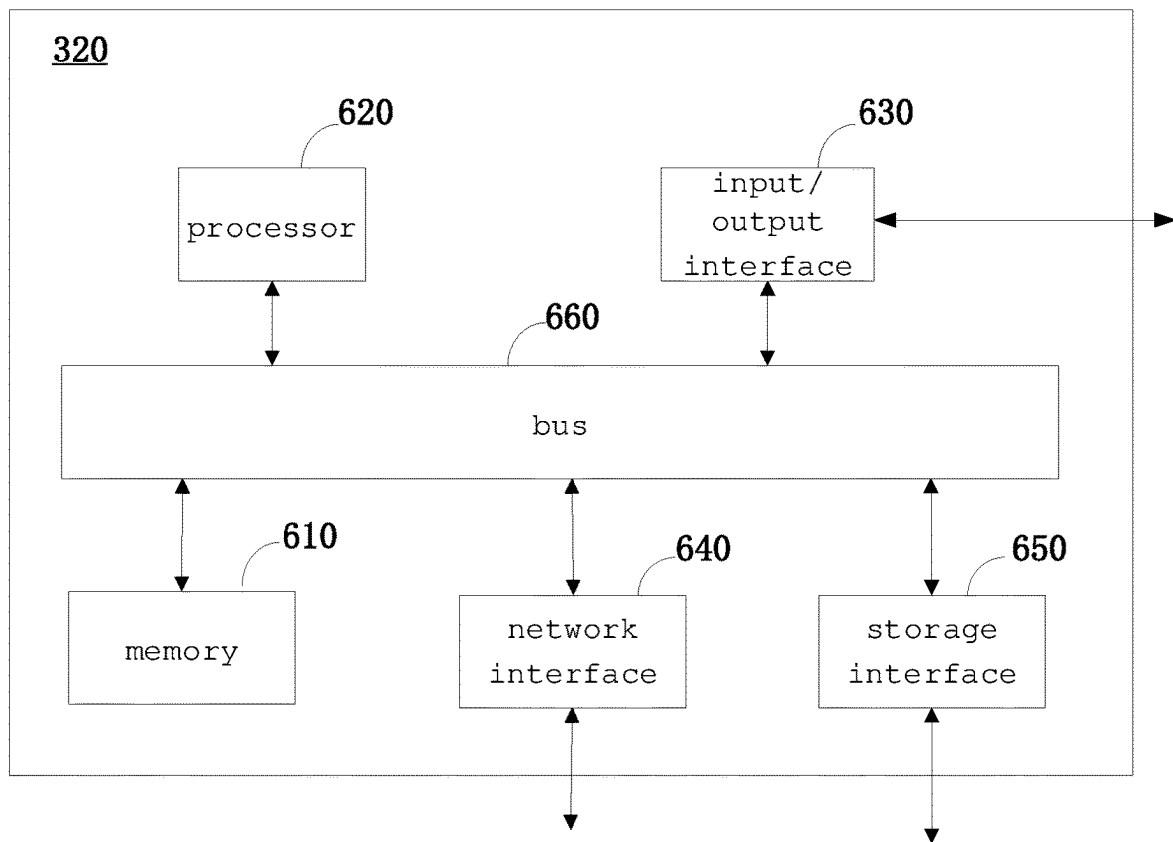 320
620
630
processor
input/
output
interface
660
bus
610
640
650
memory
network
interface
storage
interface